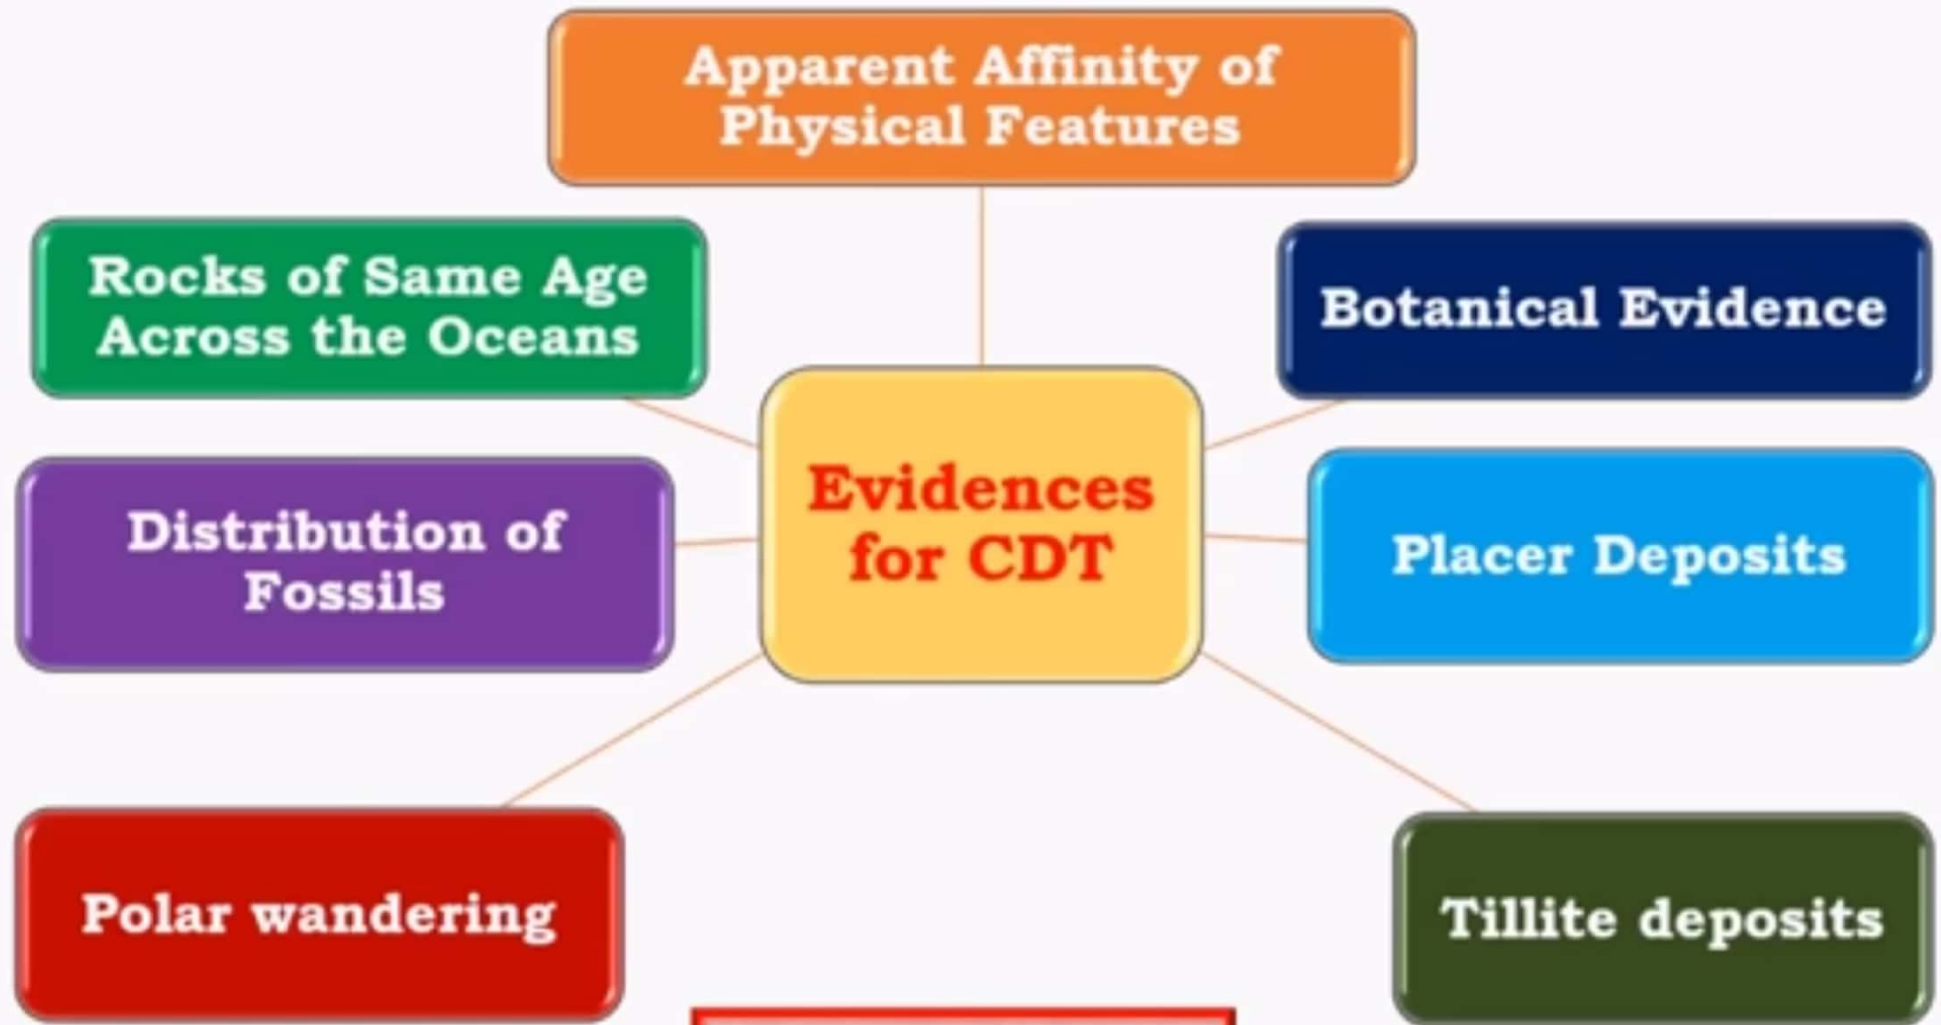 Apparent Affinity of
Physical Features
Rocks of Same Age
Across the Oceans
Botanical Evidence
Evidences
for CDT
Distribution of
Fossils
Placer Deposits
Polar wandering
Tillite deposits